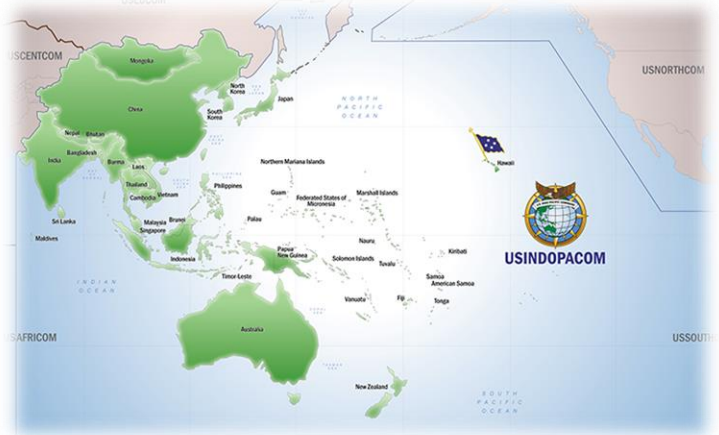 USCENTCOM
USNORTHCOM
Mongolia
China
North
Korea
South
Korea
Japan
NORTH
PACIFIC
OCEAN
Nepal
Bhutan
Bangladesh
India
Burma
Laos
Thailand
Vietnam
Cambodia
Philippines
Northern Mariana Islands
Guam
Federated States of
Micronesia
Marshall Islands
Hawaii
Palau
Sri Lanka
Maldives
Malaysia
Brunei
Singapore
Indonesia
Papua
New Guinea
Nauru
Solomon Islands
Tuvalu
Kiribati
USINDOPACOM
Timor-Leste
INDIAN
OCEAN
Samoa
American Samoa
Vanuatu
Fiji
Tonga
Australia
USAFRICOM
USSOUTH
New Zealand
SOUTH
PACIFIC
OCEAN